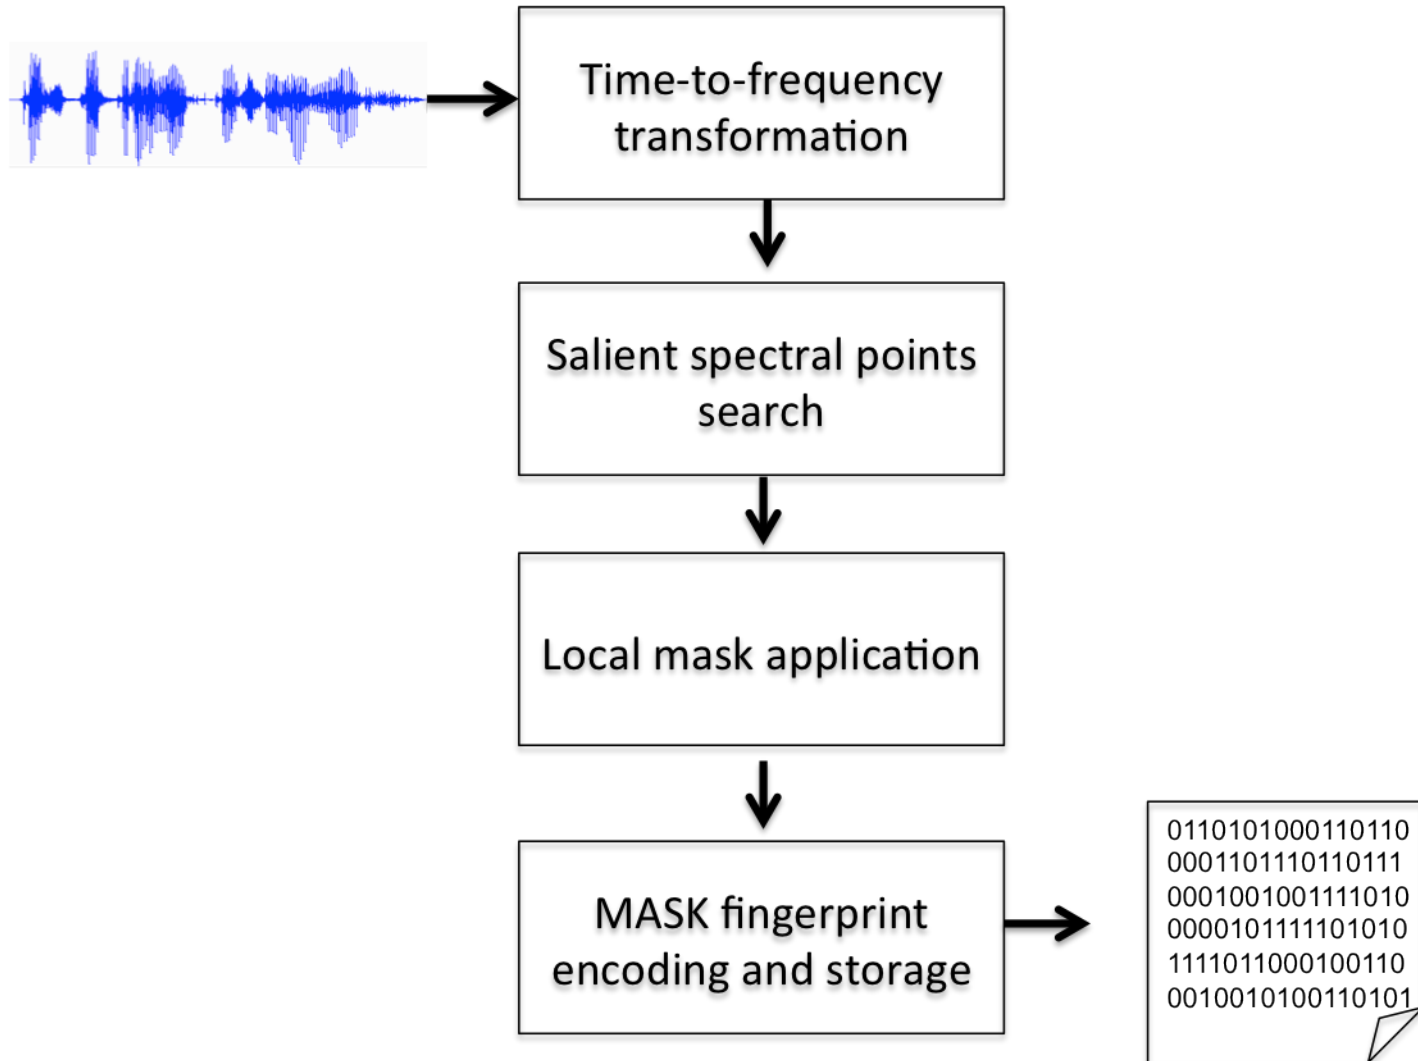 Time-to-frequency
transformation
Salient spectral points
search
Local mask application
MASK fingerprint
encoding and storage
0110101000110110
0001101110110111
0001001001111010
0000101111101010
1111011000100110
0010010100110101